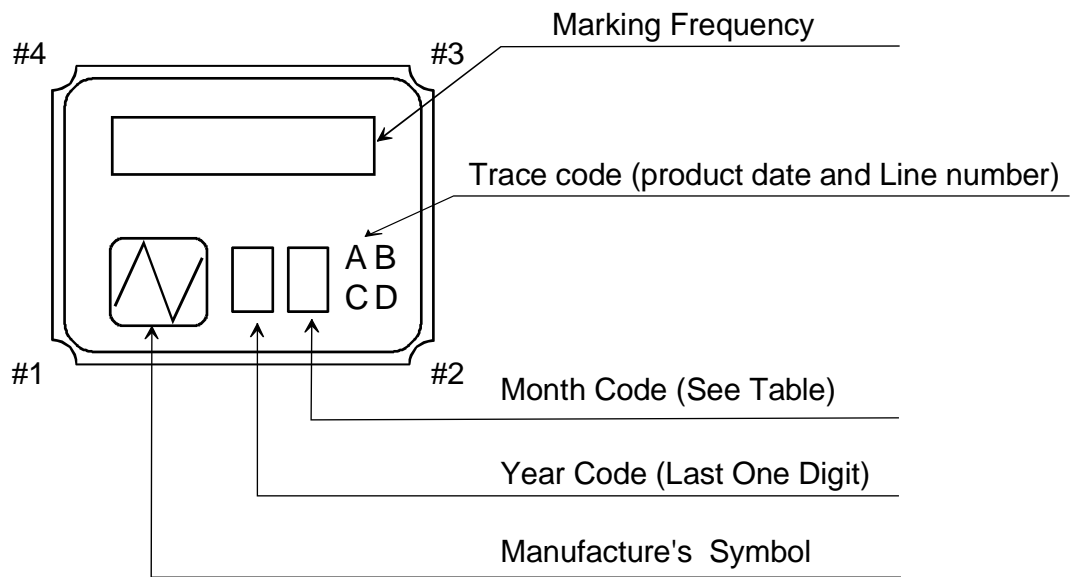 Marking Frequency
#4
#3
Trace code (product date and Line number)
A B
C D
#1
#2
Month Code (See Table)
Year Code (Last One Digit)
Manufacture's Symbol